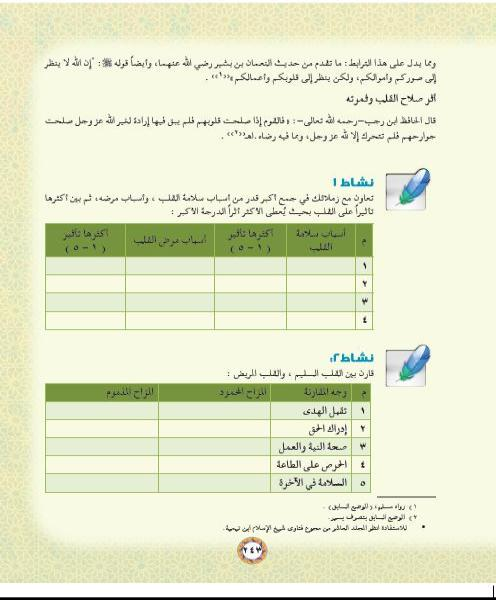 ومما يدل على هذا الترابط: ما تقدم من حديث النعمان بن بشير رضي الله عنهما، وأيضاً قوله ﷺ: "إن الله لا ينظر
إلى صوركم وأموالكم، ولكن ينظر إلى قلوبكم وأعمالكم»«١» .
أثر صلاح القلب وقوته
قال الحافظ ابن رجب–رحمه الله تعالى–: «فالقوم إذا صلحت قلوبهم فلم يبق فيها إرادة لغير الله عز وجل صلحت
جوارحهم فلم تتحرك إلا لله عز وجل، وبما فيه رضاه.اهـ»«٢» .
نشاط ١
تعاون مع زملائك في جمع أكبر قدر من أسباب سلامة القلب ، وأسباب مرضه، ثم بين أكثرها
تأثيراً على القلب بحيث يُعطى الأكثر أثراً الدرجة الأكبر :
م أسباب سلامة القلب أكثرها تأثير ( ١ – ٥ ) أسباب مرض القلب أكثرها تأثير ( ١ – ٥ )
١
٢
٣
٤
نشاط٢:
قارن بين القلب السليم ، والقلب المريض :
م وجه المقارنة المزاح المحمود المزاح المذموم
١ تقبل الهدى
٢ إدراك الحق
٣ صحة النية والعمل
٤ الحرص على الطاعة
٥ السلامة في الآخرة
١ ) رواه مسلم، ( الموضع السابق ) .
٢ ) الموضع السابق بتصرف يسير.
• للاستفادة انظر المجلد العاشر من مجموع فتاوى شيخ الإسلام ابن تيمية .
٢٤٣